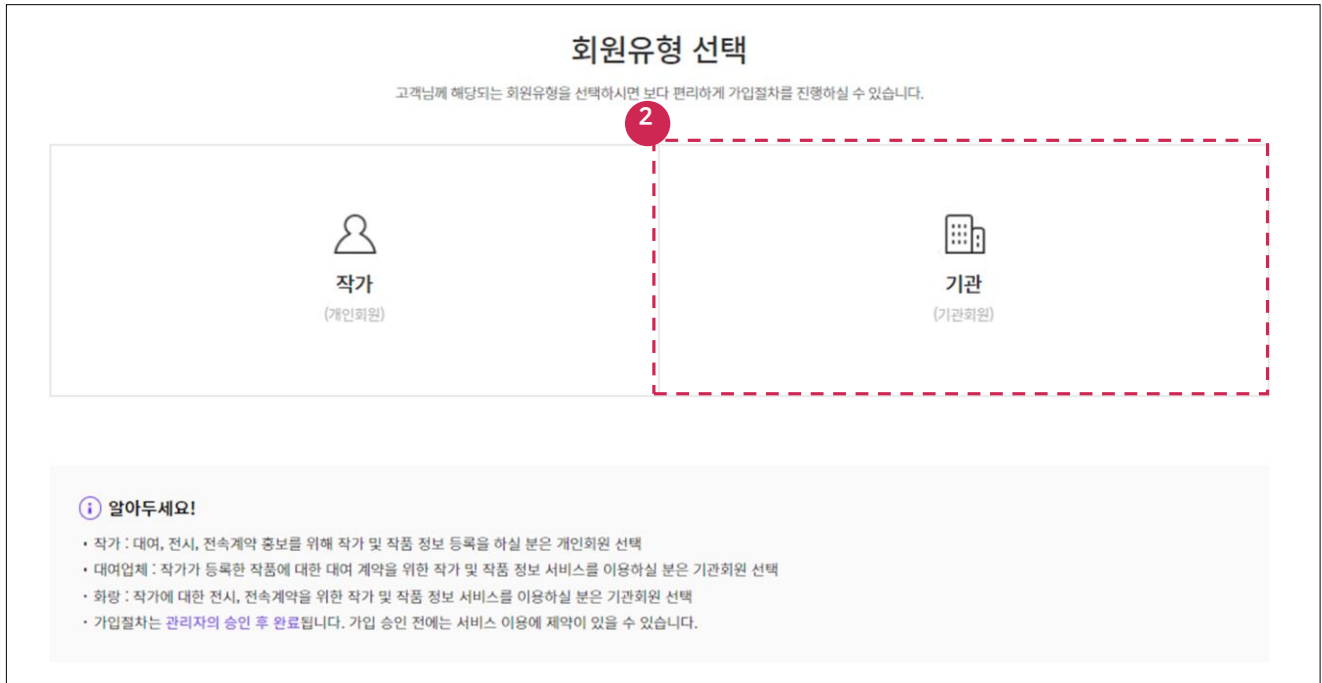 회원유형 선택
고객님께 해당되는 회원유형을 선택하시면 보다 편리하게 가입절차를 진행하실 수 있습니다.
2
작가
(개인회원)
기관
(기관회원)
알아두세요!
・작가 : 대여, 전시, 전속계약 홍보를 위해 작가 및 작품 정보 등록을 하실 분은 개인회원 선택
・대여업체 : 작가가 등록한 작품에 대한 대여 계약을 위한 작가 및 작품 정보 서비스를 이용하실 분은 기관회원 선택
・화랑 : 작가에 대한 전시, 전속계약을 위한 작가 및 작품 정보 서비스를 이용하실 분은 기관회원 선택
・가입절차는 관리자의 승인 후 완료됩니다. 가입 승인 전에는 서비스 이용에 제약이 있을 수 있습니다.